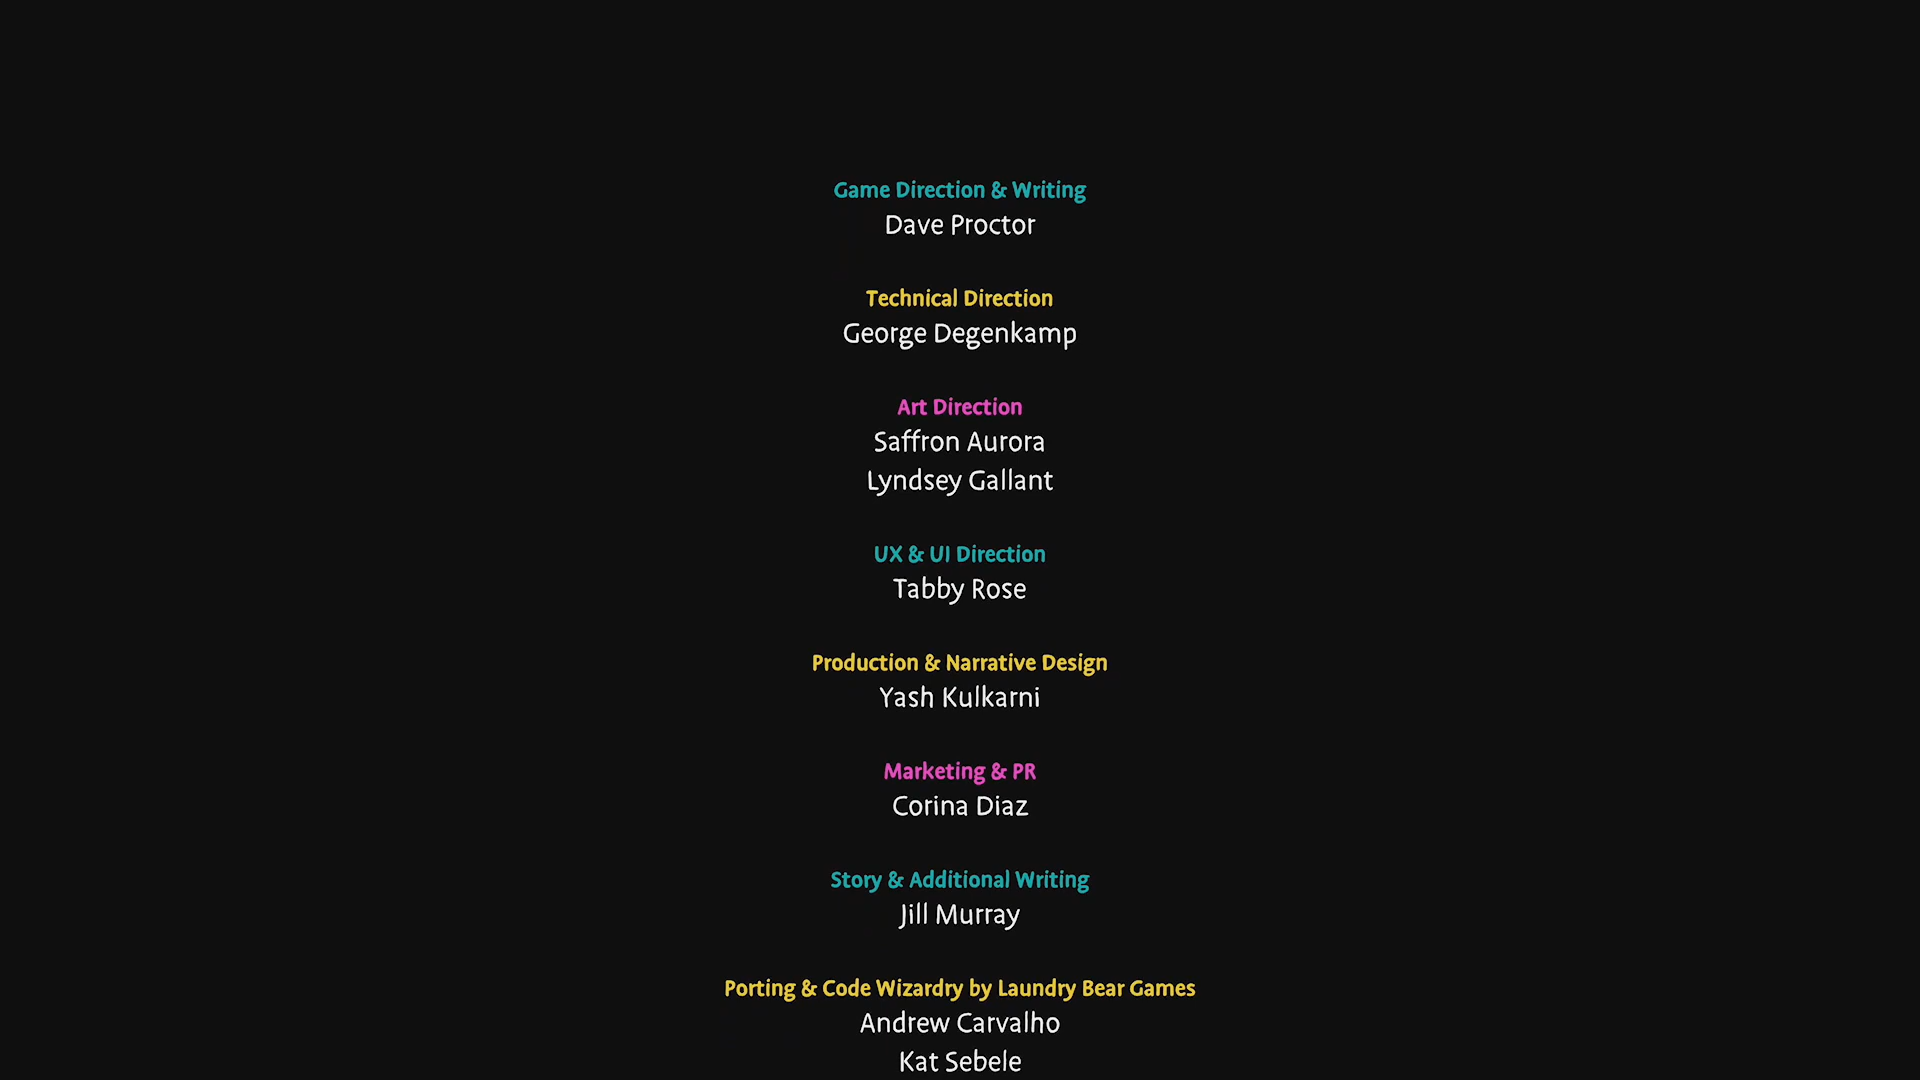 Game Direction & Writing
Dave Proctor
Technical Direction
George Degenkamp
Art Direction
Saffron Aurora
Lyndsey Gallant
UX & UI Direction
Tabby Rose
Production & Narrative Design
Yash Kulkarni
Marketing & PR
Corina Diaz
Story & Additional Writing
Jill Murray
Porting & Code Wizardry by Laundry Bear Games
Andrew Carvalho
Kat Sebele